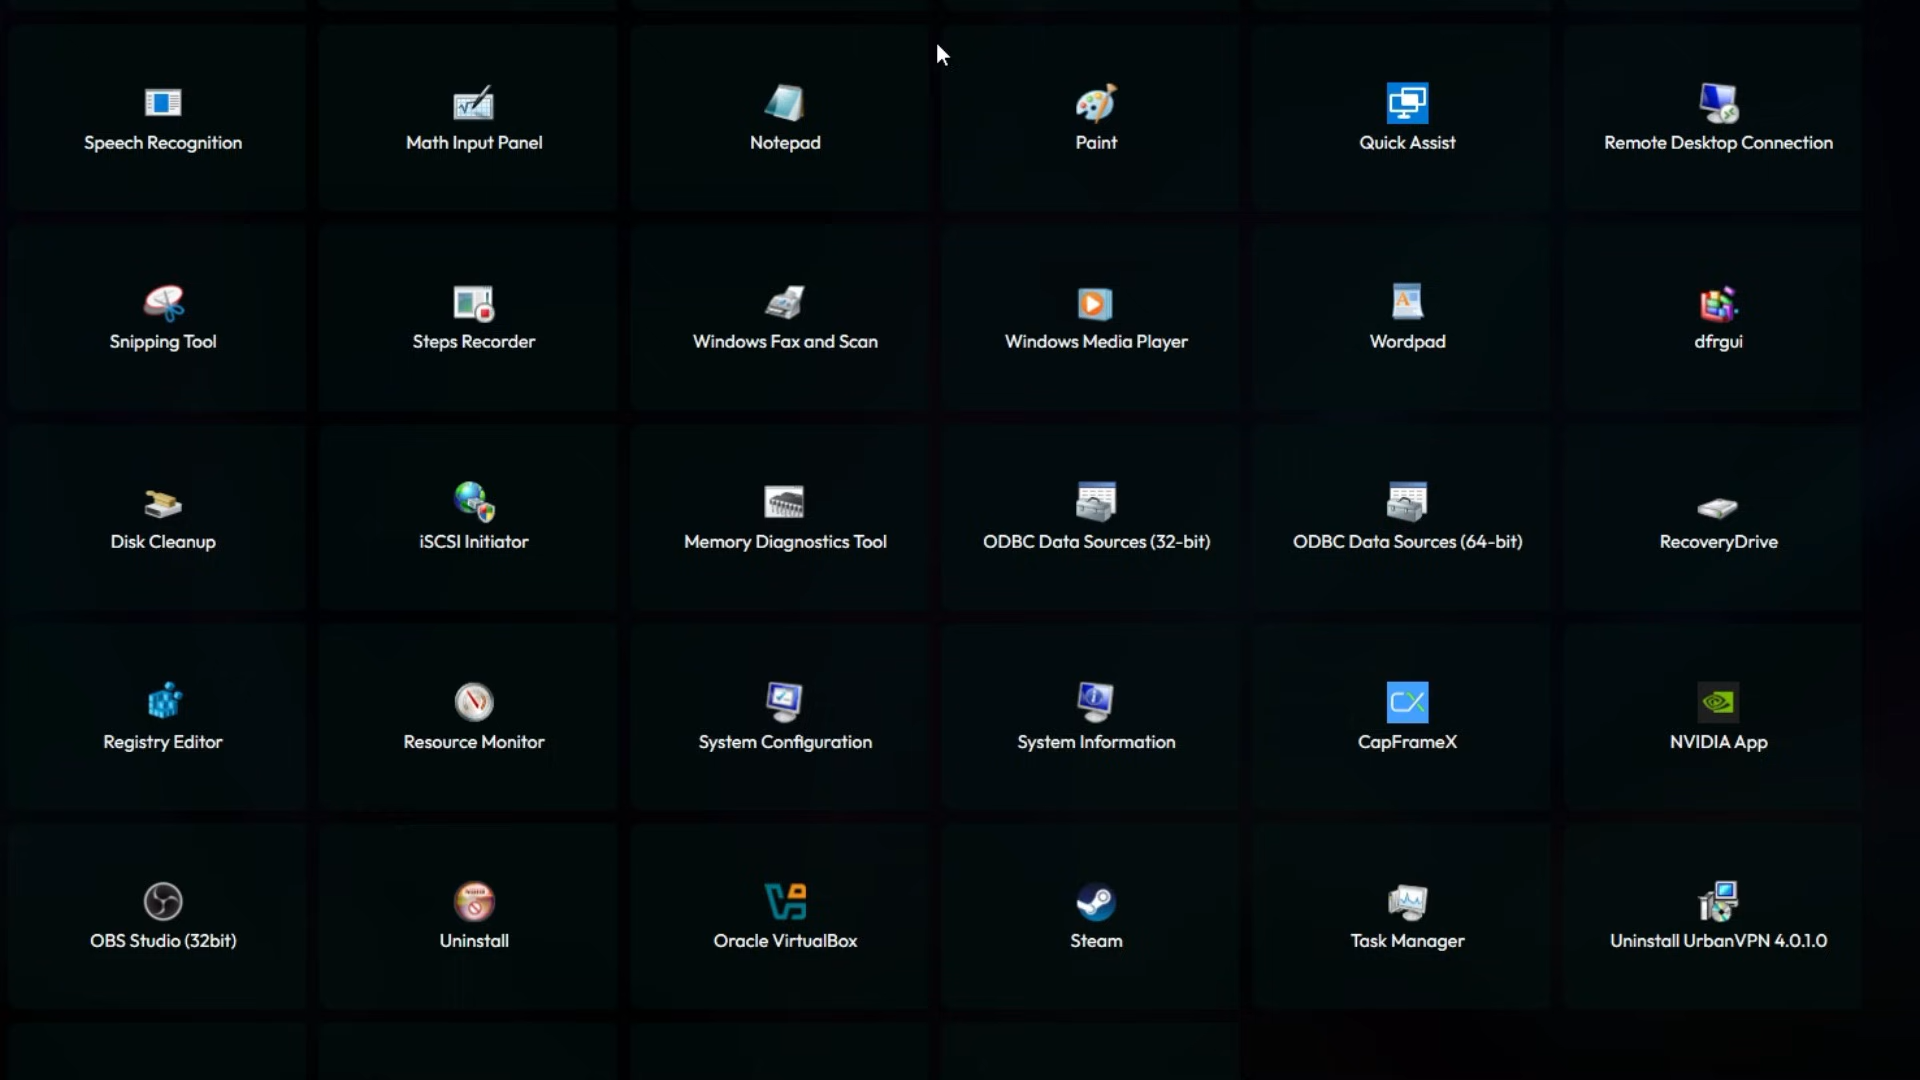 Speech Recognition
Math Input Panel
Notepad
Paint
Quick Assist
Remote Desktop Connection
Snipping Tool
Steps Recorder
Windows Fax and Scan
Windows Media Player
Wordpad
dfrgui
Disk Cleanup
iSCSI Initiator
Memory Diagnostics Tool
ODBC Data Sources (32-bit)
ODBC Data Sources (64-bit)
RecoveryDrive
Registry Editor
Resource Monitor
System Configuration
System Information
CapFrameX
NVIDIA App
OBS Studio (32bit)
Uninstall
Oracle VirtualBox
Steam
Task Manager
Uninstall UrbanVPN 4.0.1.0